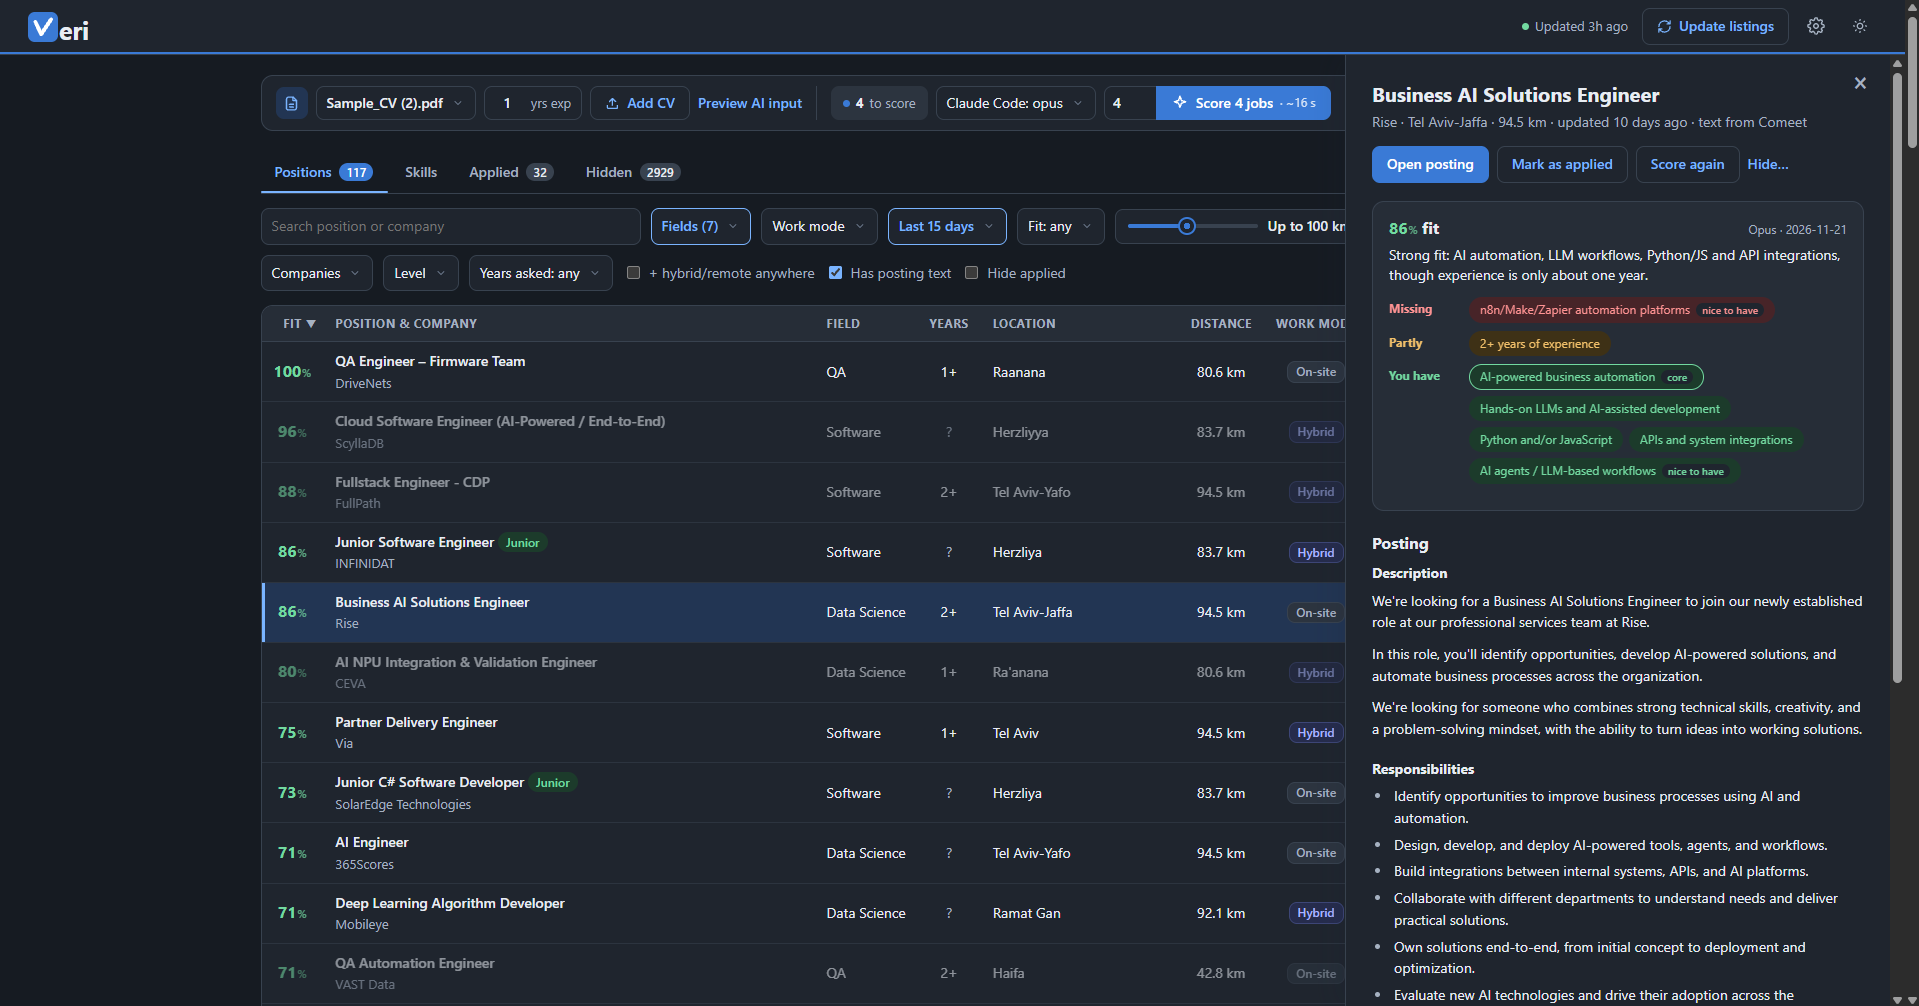 Veri
Updated 3h ago
Update listings
Sample_CV (2).pdf
1 yrs exp
Add CV
Preview AI input
4 to score
Claude Code: opus
4
Score 4 jobs · ~16 s
Positions 117
Skills
Applied 32
Hidden 2929
Search position or company
Fields (7)
Work mode
Last 15 days
Fit: any
Up to 100 km
Companies
Level
Years asked: any
+ hybrid/remote anywhere
Has posting text
Hide applied
FIT ▼ POSITION & COMPANY FIELD YEARS LOCATION DISTANCE WORK MOD
100% QA Engineer – Firmware Team QA 1+ Raanana 80.6 km On-site
DriveNets
96% Cloud Software Engineer (AI-Powered / End-to-End) Software ? Herzliyya 83.7 km Hybrid
ScyllaDB
88% Fullstack Engineer - CDP Software 2+ Tel Aviv-Yafo 94.5 km Hybrid
FullPath
86% Junior Software Engineer Junior Software ? Herzliya 83.7 km Hybrid
INFINIDAT
86% Business AI Solutions Engineer Data Science 2+ Tel Aviv-Jaffa 94.5 km On-site
Rise
80% AI NPU Integration & Validation Engineer Data Science 1+ Ra'anana 80.6 km Hybrid
CEVA
75% Partner Delivery Engineer Software 1+ Tel Aviv 94.5 km Hybrid
Via
73% Junior C# Software Developer Junior Software ? Herzliya 83.7 km On-site
SolarEdge Technologies
71% AI Engineer Data Science ? Tel Aviv-Yafo 94.5 km On-site
365Scores
71% Deep Learning Algorithm Developer Data Science ? Ramat Gan 92.1 km Hybrid
Mobileye
71% QA Automation Engineer QA 2+ Haifa 42.8 km On-site
VAST Data
Business AI Solutions Engineer
Rise · Tel Aviv-Jaffa · 94.5 km · updated 10 days ago · text from Comeet
Open posting
Mark as applied
Score again
Hide...
86% fit
Opus · 2026-11-21
Strong fit: AI automation, LLM workflows, Python/JS and API integrations,
though experience is only about one year.
Missing n8n/Make/Zapier automation platforms nice to have
Partly 2+ years of experience
You have AI-powered business automation core
Hands-on LLMs and AI-assisted development
Python and/or JavaScript APIs and system integrations
AI agents / LLM-based workflows nice to have
Posting
Description
We're looking for a Business AI Solutions Engineer to join our newly established
role at our professional services team at Rise.
In this role, you'll identify opportunities, develop AI-powered solutions, and
automate business processes across the organization.
We're looking for someone who combines strong technical skills, creativity, and
a problem-solving mindset, with the ability to turn ideas into working solutions.
Responsibilities
• Identify opportunities to improve business processes using AI and
automation.
• Design, develop, and deploy AI-powered tools, agents, and workflows.
• Build integrations between internal systems, APIs, and AI platforms.
• Collaborate with different departments to understand needs and deliver
practical solutions.
• Own solutions end-to-end, from initial concept to deployment and
optimization.
• Evaluate new AI technologies and drive their adoption across the